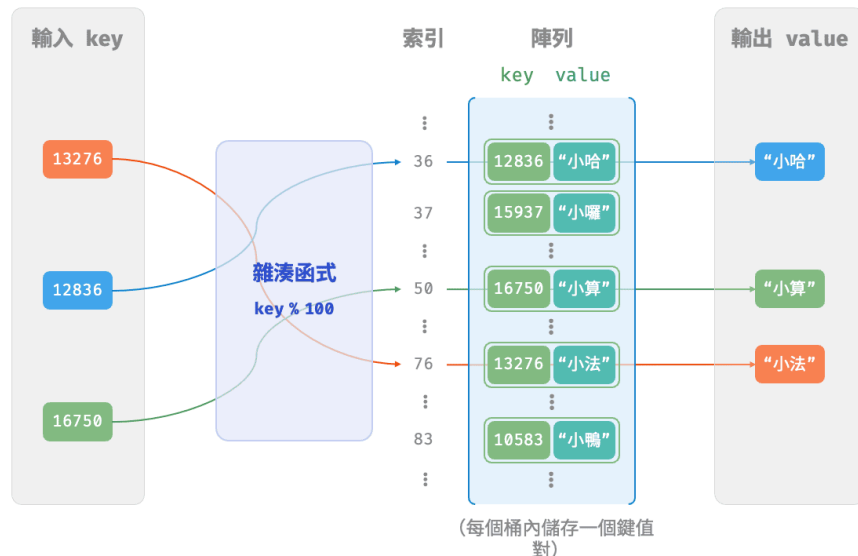 輸入 key
索引
陣列
輸出 value
key value
13276
36
12836 “小哈”
“小哈”
37
15937 “小囉”
雜湊函式
key % 100
12836
50
16750 “小算”
“小算”
76
13276 “小法”
“小法”
16750
83
10583 “小鴨”
（每個桶內儲存一個鍵值
對）